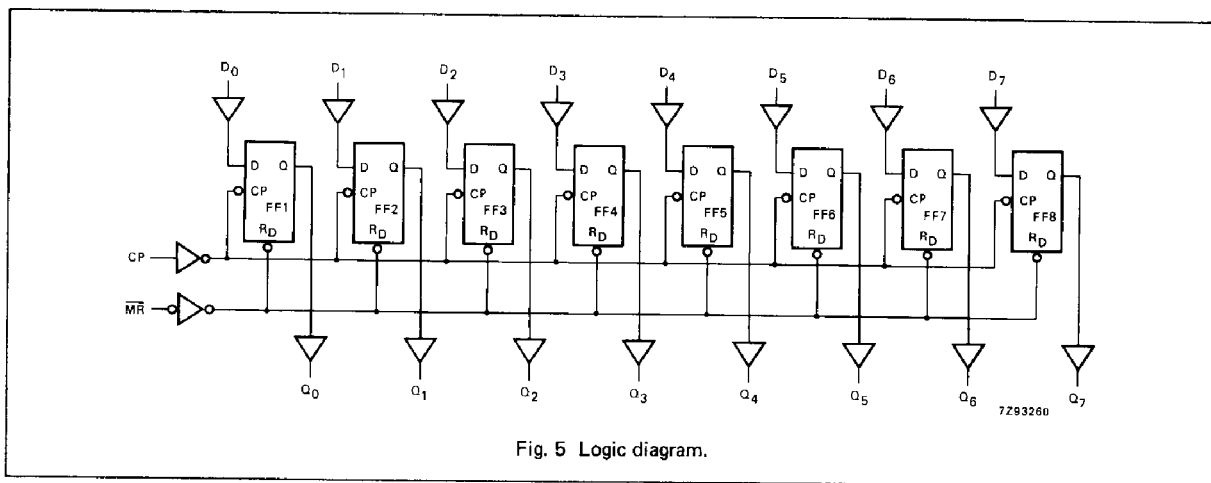 D0 D1 D2 D3 D4 D5 D6 D7
D Q D Q D Q D Q D Q D Q D Q D Q
CP CP CP CP CP CP CP CP
FF1 FF2 FF3 FF4 FF5 FF6 FF7 FF8
RD RD RD RD RD RD RD RD
CP
M̅R̅
Q0 Q1 Q2 Q3 Q4 Q5 Q6 Q7
7Z93260
Fig. 5 Logic diagram.